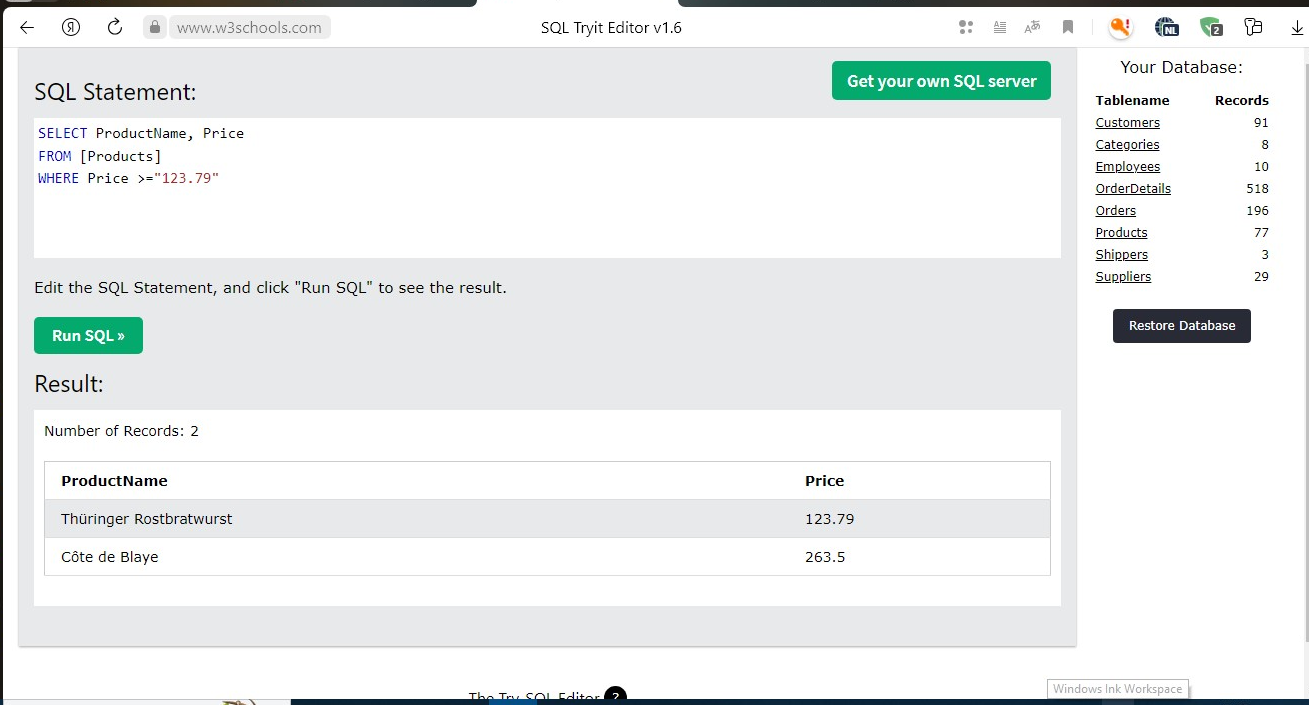 Я
www.w3schools.com
SQL Tryit Editor v1.6
NL
2
SQL Statement:
Get your own SQL server
SELECT ProductName, Price
FROM [Products]
WHERE Price >="123.79"
Edit the SQL Statement, and click "Run SQL" to see the result.
Run SQL »
Result:
Number of Records: 2
ProductName Price
Thüringer Rostbratwurst 123.79
Côte de Blaye 263.5
Your Database:
Tablename Records
Customers 91
Categories 8
Employees 10
OrderDetails 518
Orders 196
Products 77
Shippers 3
Suppliers 29
Restore Database
The Try-SQL Editor ?
Windows Ink Workspace